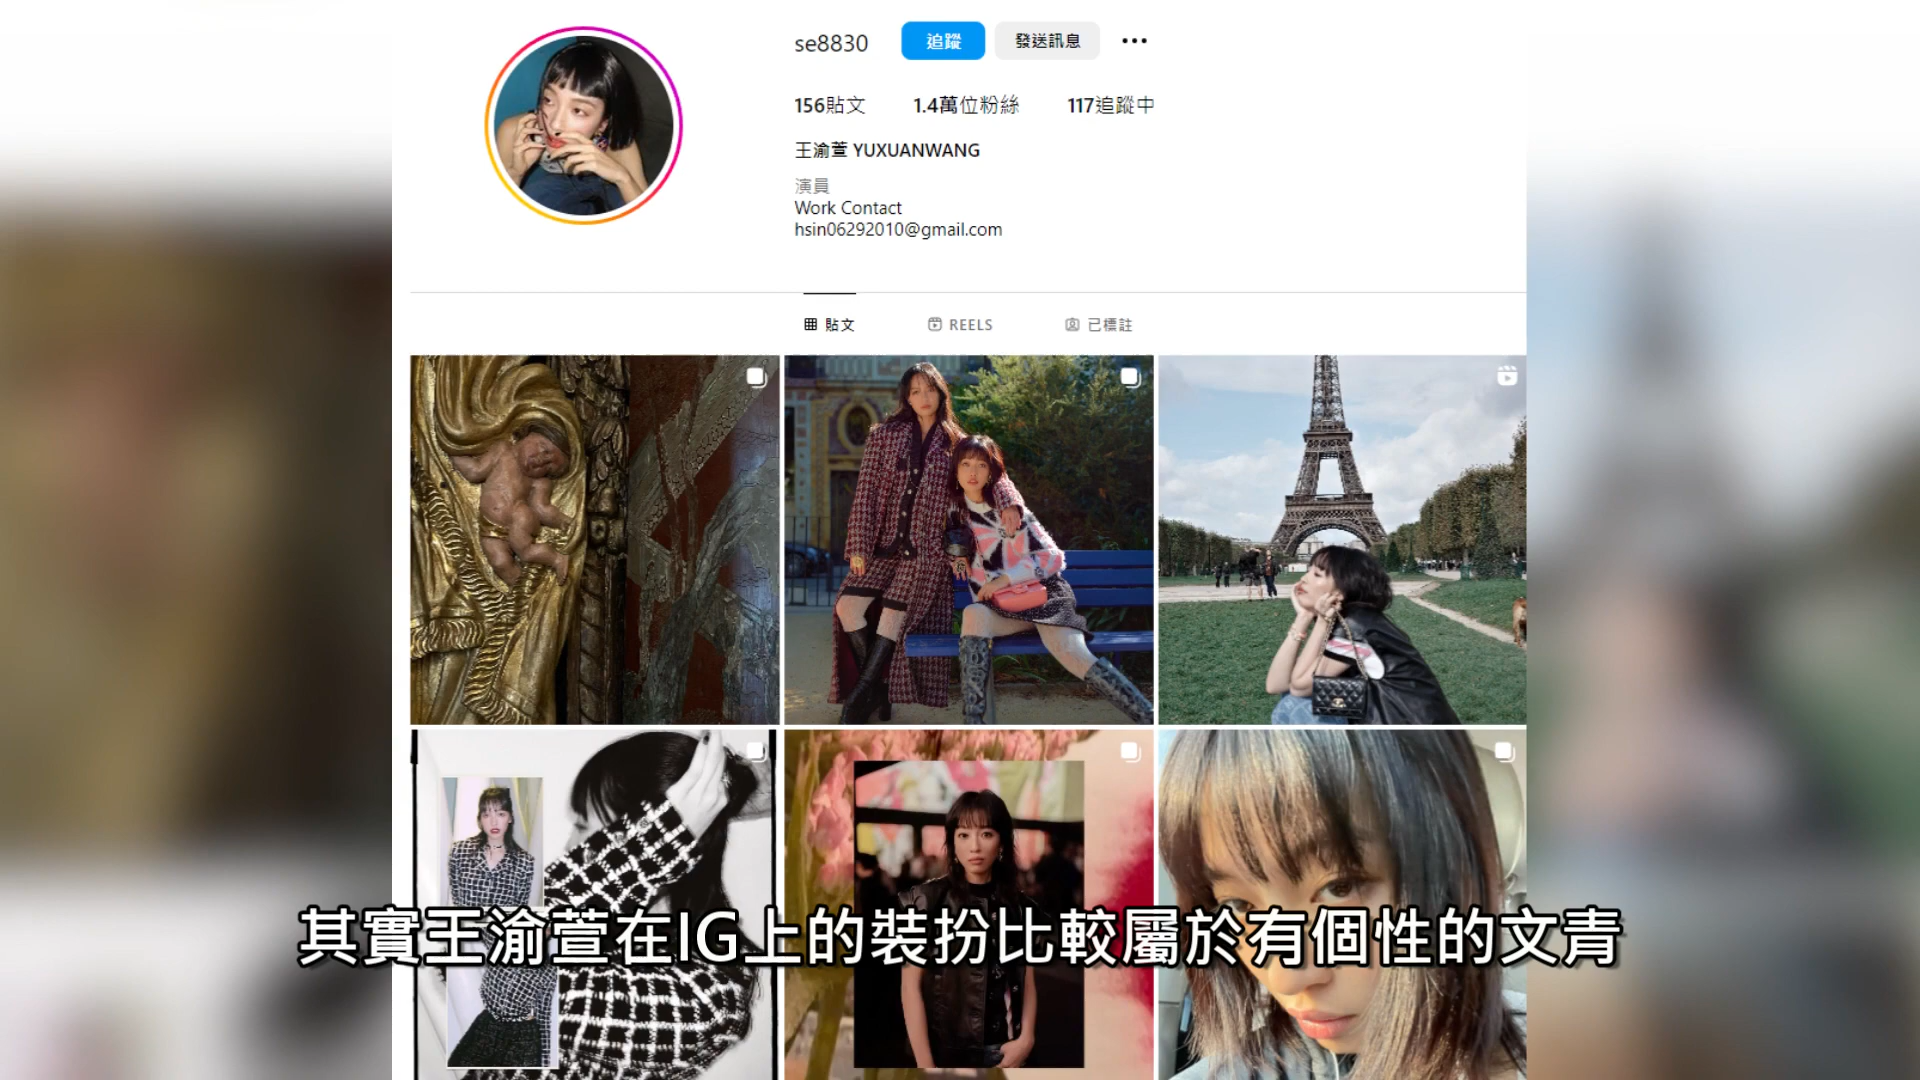 se8830 追蹤 發送訊息
156貼文 1.4萬位粉絲 117追蹤中
王渝萱 YUXUANWANG
演員
Work Contact
hsin06292010@gmail.com
貼文 REELS 已標註
其實王渝萱在IG上的裝扮比較屬於有個性的文青